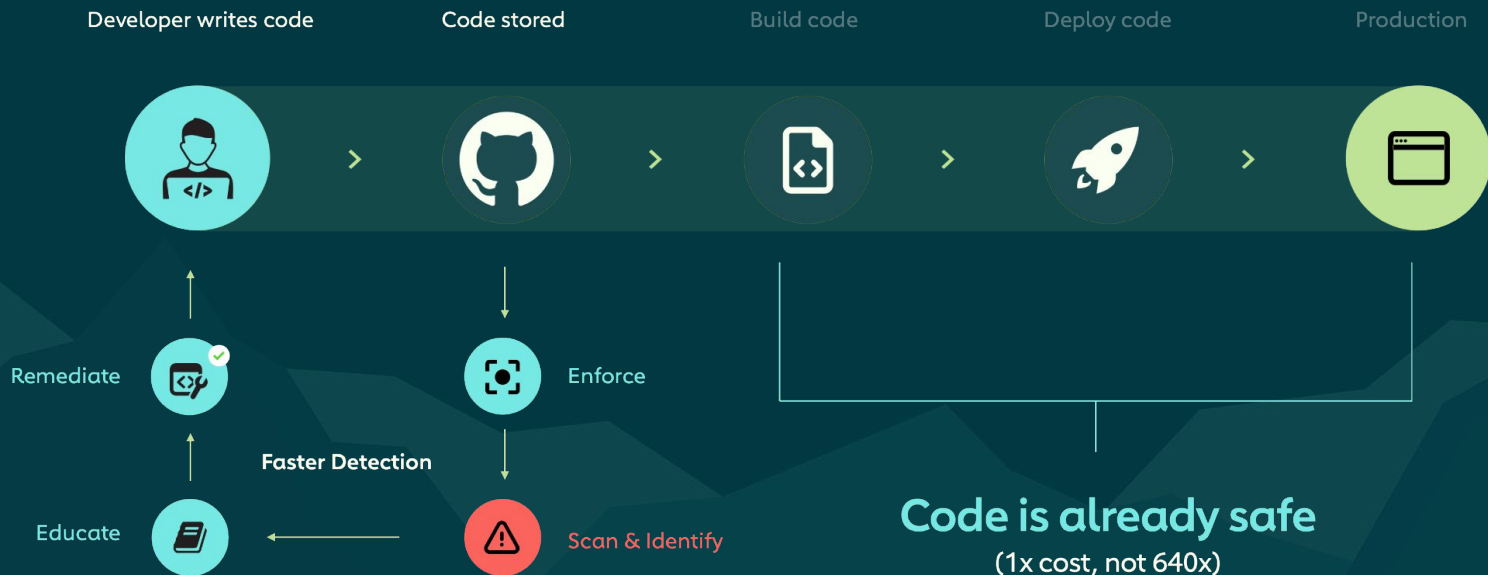 Developer writes code
Code stored
Build code
Deploy code
Production
</>
Remediate
Enforce
Faster Detection
Educate
Scan & Identify
Code is already safe
(1x cost, not 640x)